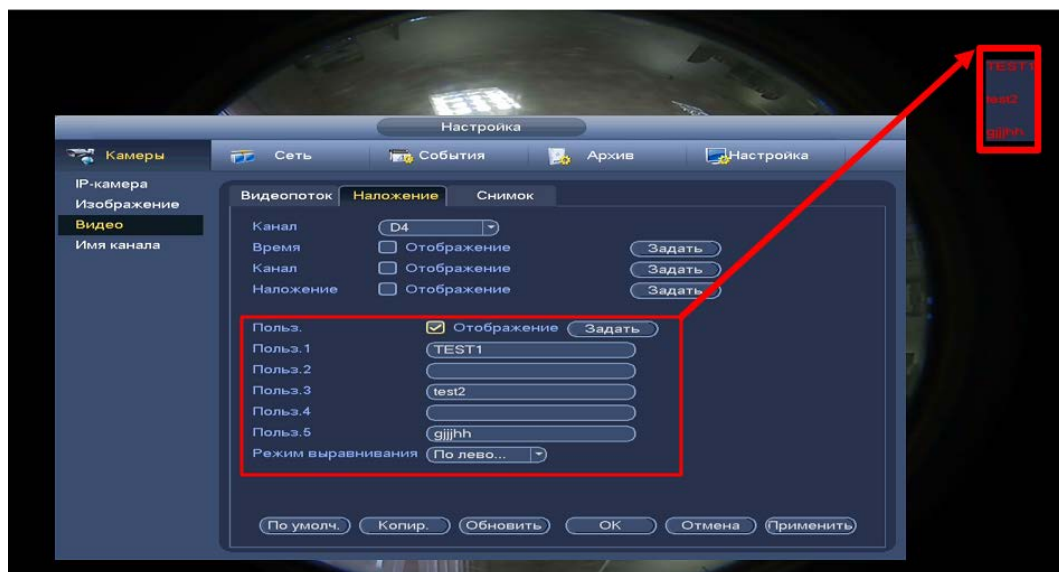 TEST1
test2
gjjjhh
Настройка
Камеры Сеть События Архив Настройка
IP-камера
Изображение
Видео
Имя канала
Видеопоток Наложение Снимок
Канал D4
Время Отображение Задать
Канал Отображение Задать
Наложение Отображение Задать
Польз. Отображение Задать
Польз.1 TEST1
Польз.2
Польз.3 test2
Польз.4
Польз.5 gjjjhh
Режим выравнивания По лево...
По умолч. Копир. Обновить OK Отмена Применить